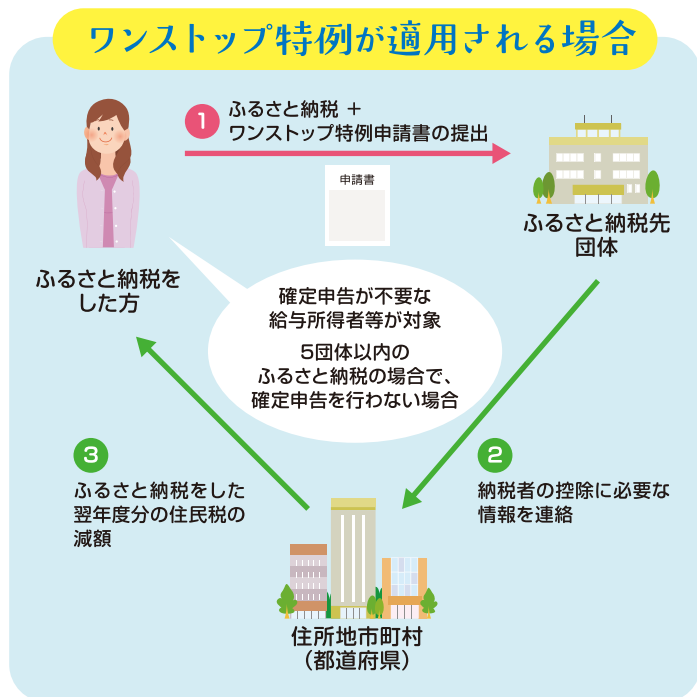 ワンストップ特例が適用される場合
1
ふるさと納税 ＋
ワンストップ特例申請書の提出
申請書
ふるさと納税をした方
ふるさと納税先
団体
確定申告が不要な
給与所得者等が対象
5団体以内の
ふるさと納税の場合で、
確定申告を行わない場合
2
納税者の控除に必要な
情報を連絡
3
ふるさと納税をした
翌年度分の住民税の
減額
住所地市町村
（都道府県）